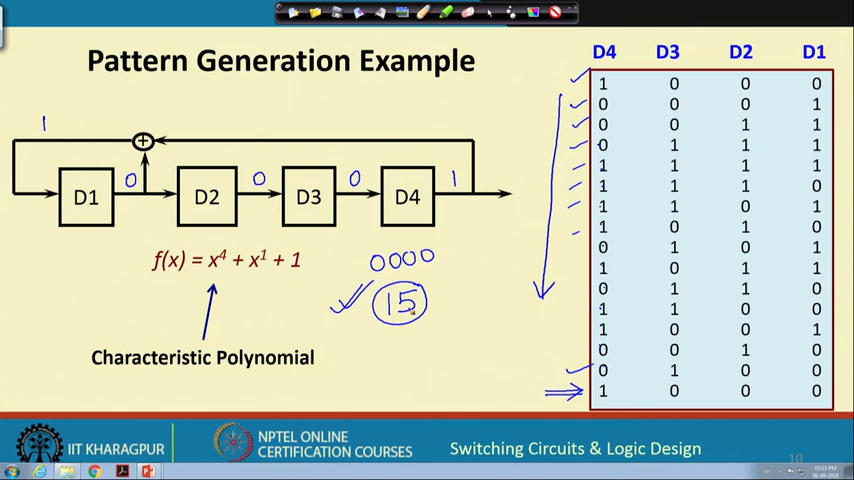 Pattern Generation Example
1
+
D1
0
D2
0
D3
0
D4
1
f(x) = x⁴ + x¹ + 1
0000
15
Characteristic Polynomial
D4 D3 D2 D1
1 0 0 0
0 0 0 1
0 0 1 1
0 1 1 1
1 1 1 1
1 1 1 0
1 1 0 1
1 0 1 0
0 1 0 1
1 0 1 1
0 1 1 0
1 1 0 0
1 0 0 1
0 0 1 0
0 1 0 0
1 0 0 0
IIT KHARAGPUR
NPTEL ONLINE
CERTIFICATION COURSES
Switching Circuits & Logic Design
10